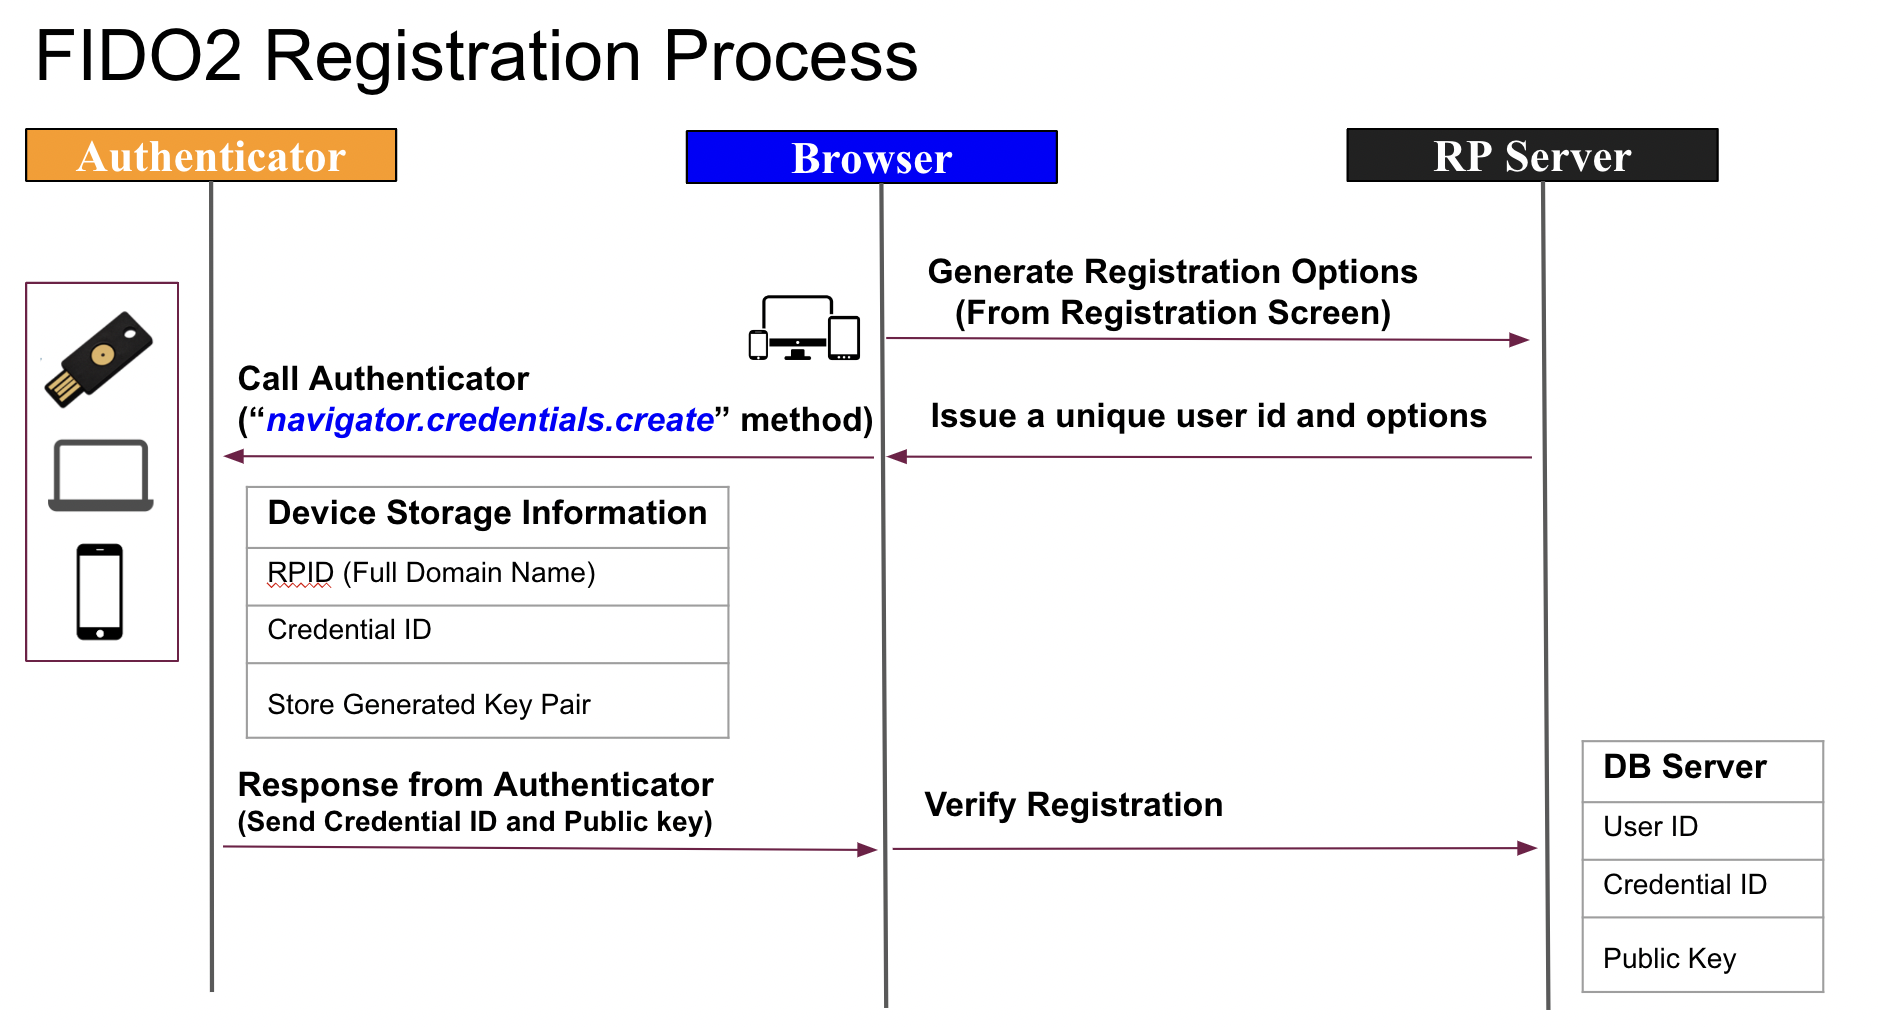 FIDO2 Registration Process
Authenticator
Browser
RP Server
Generate Registration Options
(From Registration Screen)
Call Authenticator
(“navigator.credentials.create” method)
Issue a unique user id and options
Device Storage Information
RPID (Full Domain Name)
Credential ID
Store Generated Key Pair
Response from Authenticator
(Send Credential ID and Public key)
Verify Registration
DB Server
User ID
Credential ID
Public Key